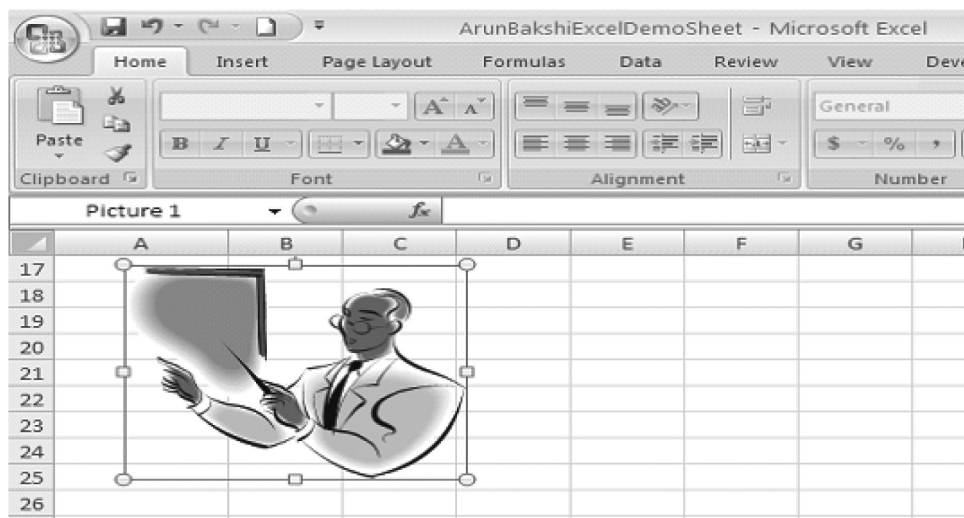 ArunBakshiExcelDemoSheet - Microsoft Excel
Home Insert Page Layout Formulas Data Review View Deve
A A General
Paste B I U A $ % ,
Clipboard Font Alignment Number
Picture 1 fx
A B C D E F G
17
18
19
20
21
22
23
24
25
26